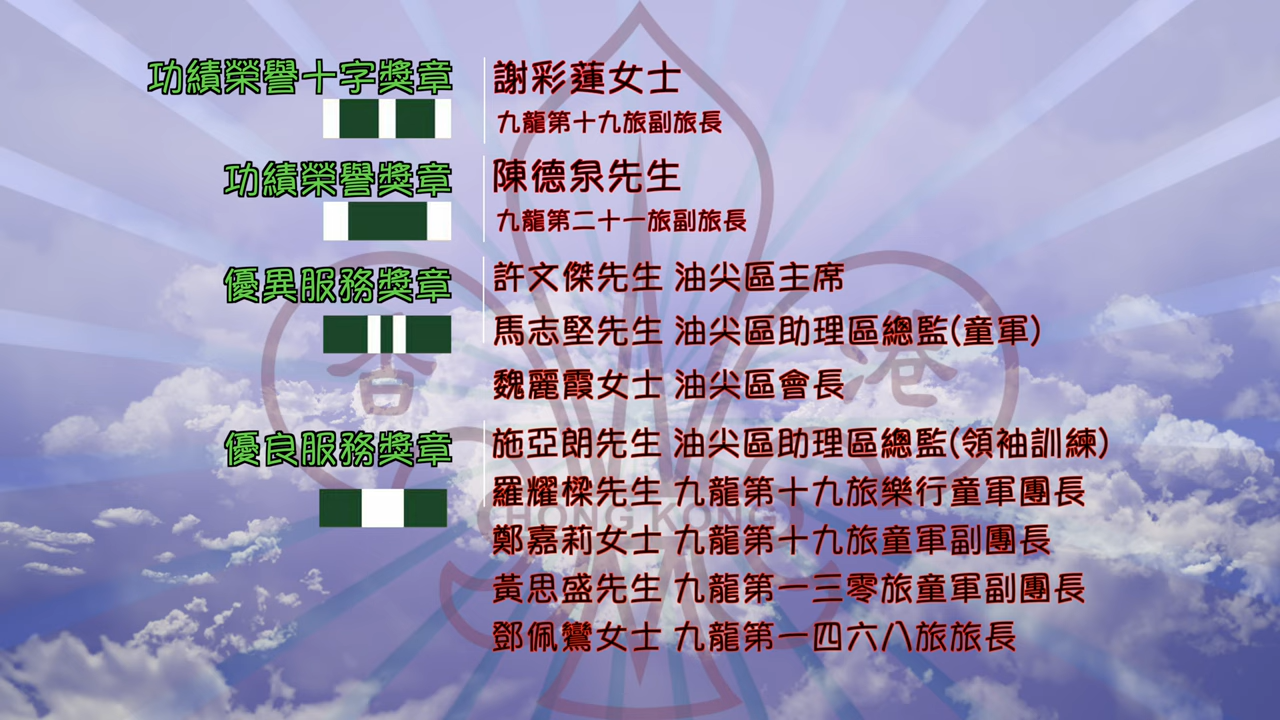 功績榮譽十字獎章
謝彩蓮女士
九龍第十九旅副旅長
功績榮譽獎章
陳德泉先生
九龍第二十一旅副旅長
優異服務獎章
許文傑先生 油尖區主席
馬志堅先生 油尖區助理區總監(童軍)
魏麗霞女士 油尖區會長
優良服務獎章
施亞朗先生 油尖區助理區總監(領袖訓練)
羅耀樑先生 九龍第十九旅樂行童軍團長
鄭嘉莉女士 九龍第十九旅童軍副團長
黃思盛先生 九龍第一三零旅童軍副團長
鄧佩鸞女士 九龍第一四六八旅旅長
香 港
HONG KONG